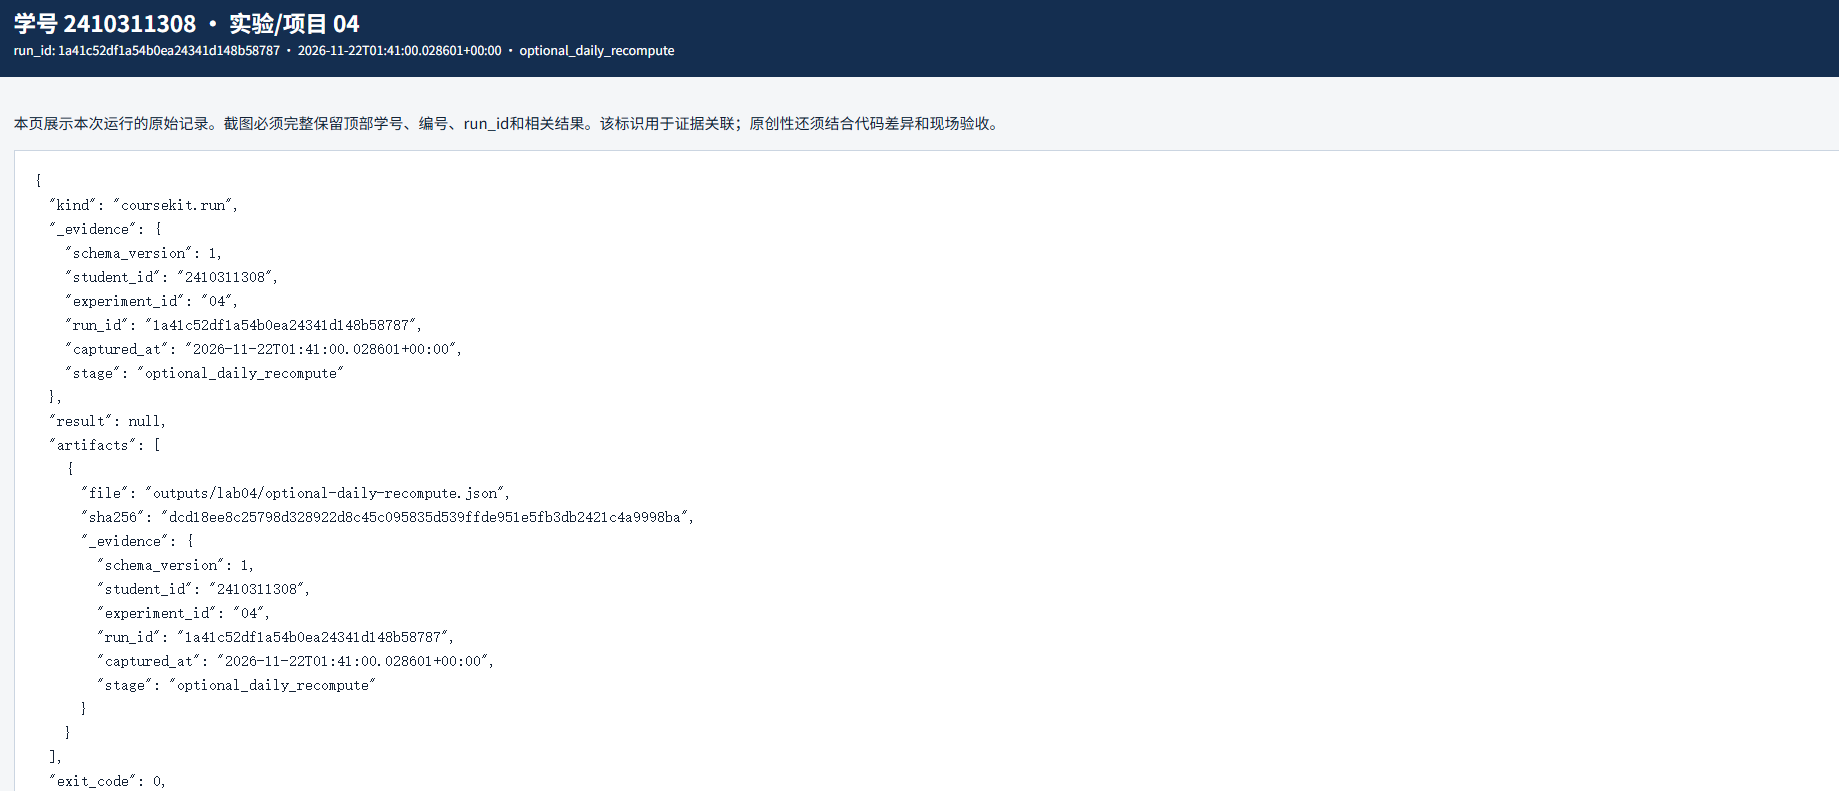 学号 2410311308 · 实验/项目 04
run_id: 1a41c52df1a54b0ea24341d148b58787 · 2026-11-22T01:41:00.028601+00:00 · optional_daily_recompute
本页展示本次运行的原始记录。截图必须完整保留顶部学号、编号、run_id和相关结果。该标识用于证据关联；原创性还须结合代码差异和现场验收。
{
"kind": "coursekit.run",
"_evidence": {
"schema_version": 1,
"student_id": "2410311308",
"experiment_id": "04",
"run_id": "1a41c52df1a54b0ea24341d148b58787",
"captured_at": "2026-11-22T01:41:00.028601+00:00",
"stage": "optional_daily_recompute"
},
"result": null,
"artifacts": [
{
"file": "outputs/lab04/optional-daily-recompute.json",
"sha256": "dcd18ee8c25798d328922d8c45c095835d539ffde951e5fb3db2421c4a9998ba",
"_evidence": {
"schema_version": 1,
"student_id": "2410311308",
"experiment_id": "04",
"run_id": "1a41c52df1a54b0ea24341d148b58787",
"captured_at": "2026-11-22T01:41:00.028601+00:00",
"stage": "optional_daily_recompute"
}
}
],
"exit_code": 0,